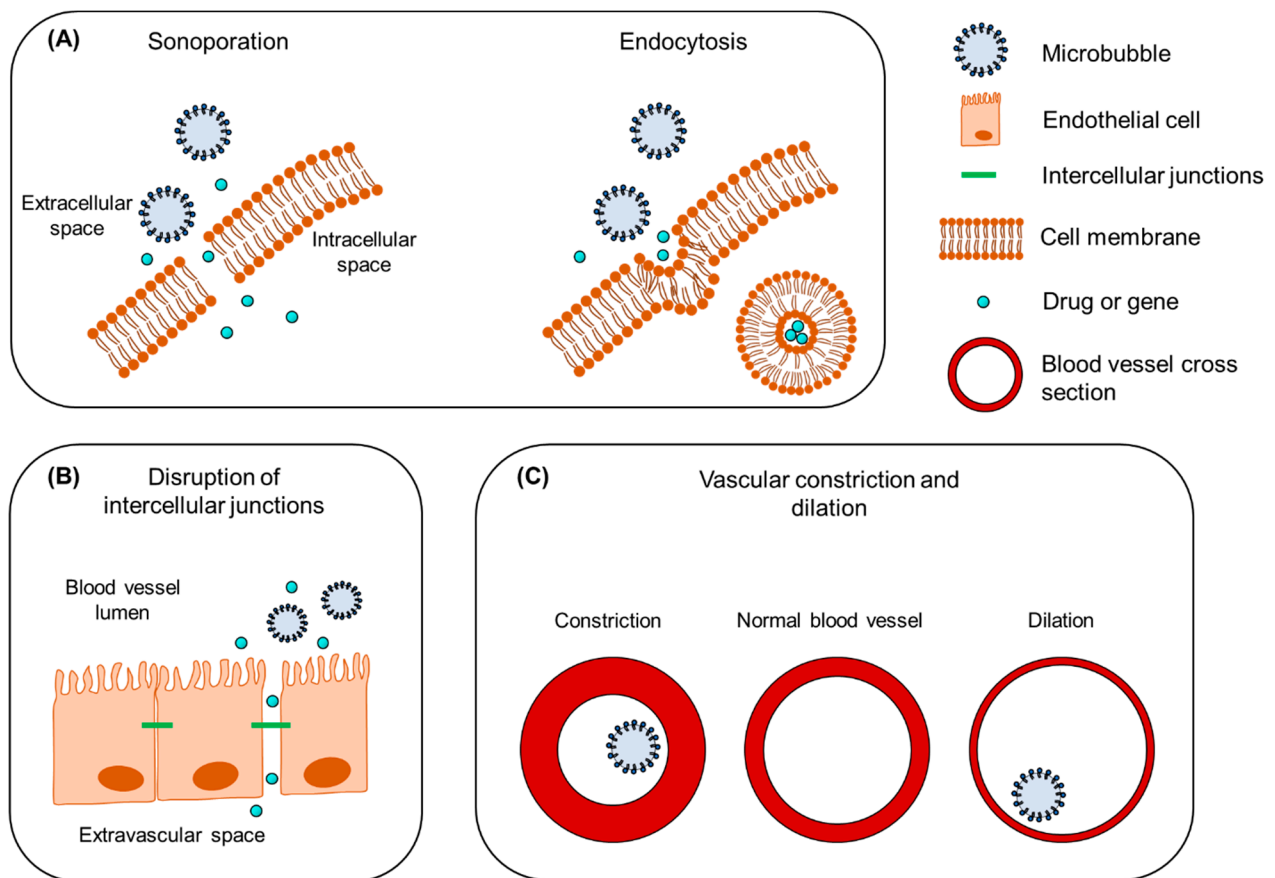 (A)
Sonoporation
Endocytosis
Extracellular
space
Intracellular
space
Microbubble
Endothelial cell
Intercellular junctions
Cell membrane
Drug or gene
Blood vessel cross
section
(B)
Disruption of
intercellular junctions
Blood vessel
lumen
Extravascular space
(C)
Vascular constriction and
dilation
Constriction
Normal blood vessel
Dilation